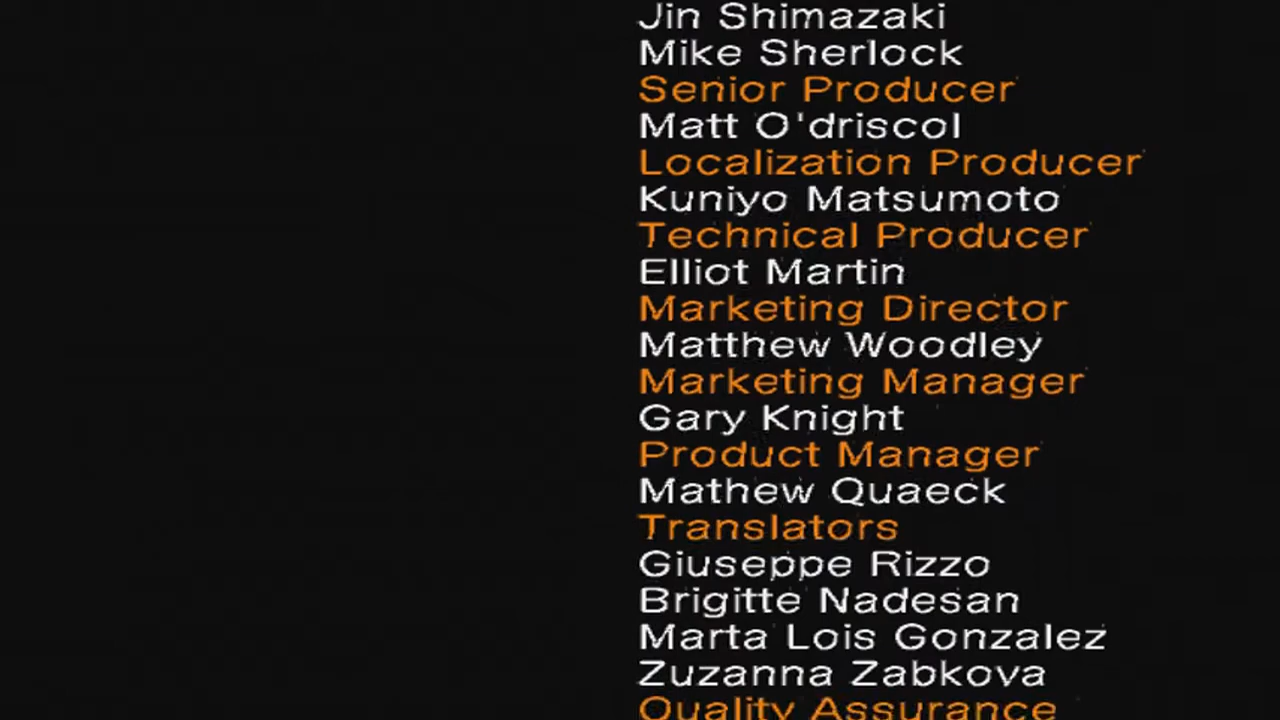 Jin Shimazaki
Mike Sherlock
Senior Producer
Matt O'driscol
Localization Producer
Kuniyo Matsumoto
Technical Producer
Elliot Martin
Marketing Director
Matthew Woodley
Marketing Manager
Gary Knight
Product Manager
Mathew Quaeck
Translators
Giuseppe Rizzo
Brigitte Nadesan
Marta Lois Gonzalez
Zuzanna Zabkova
Quality Assurance